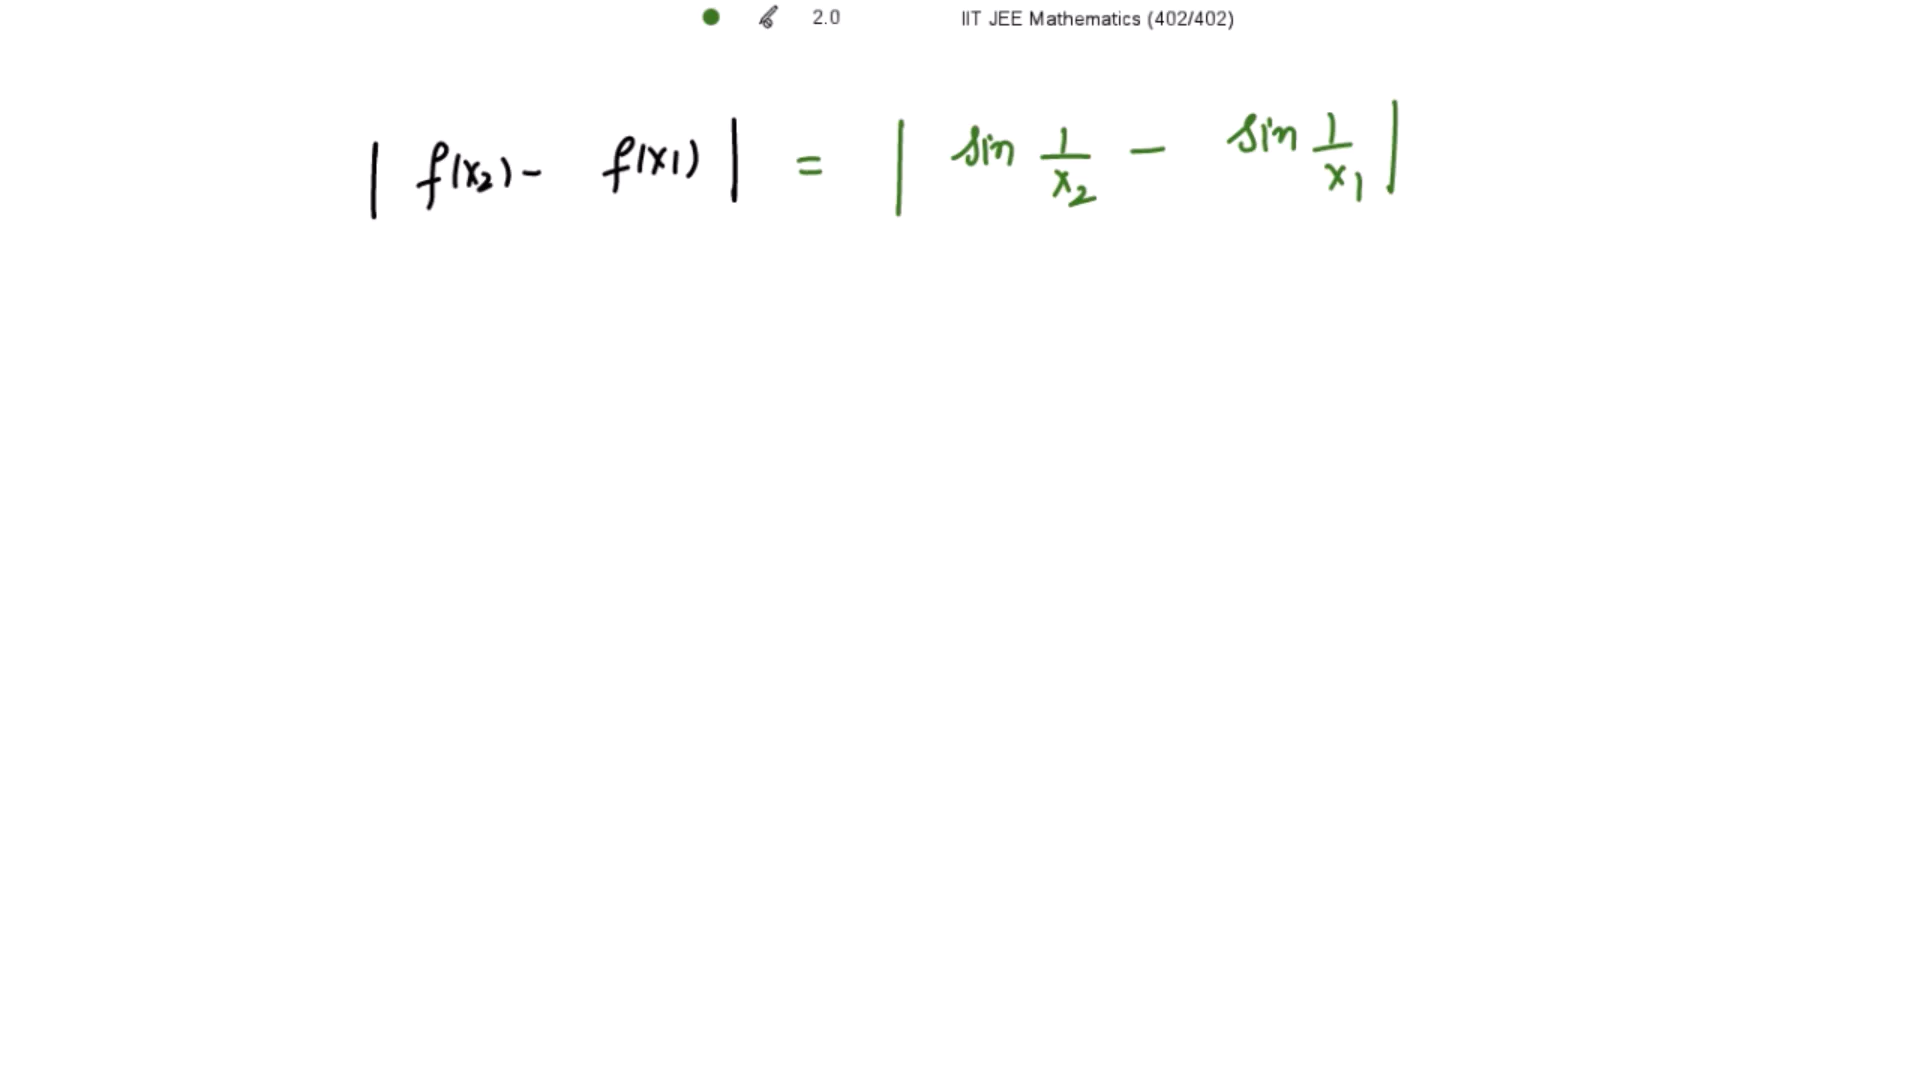 2.0 IIT JEE Mathematics (402/402)
| f(x₂) - f(x₁) | = | sin 1/x₂ - sin 1/x₁ |